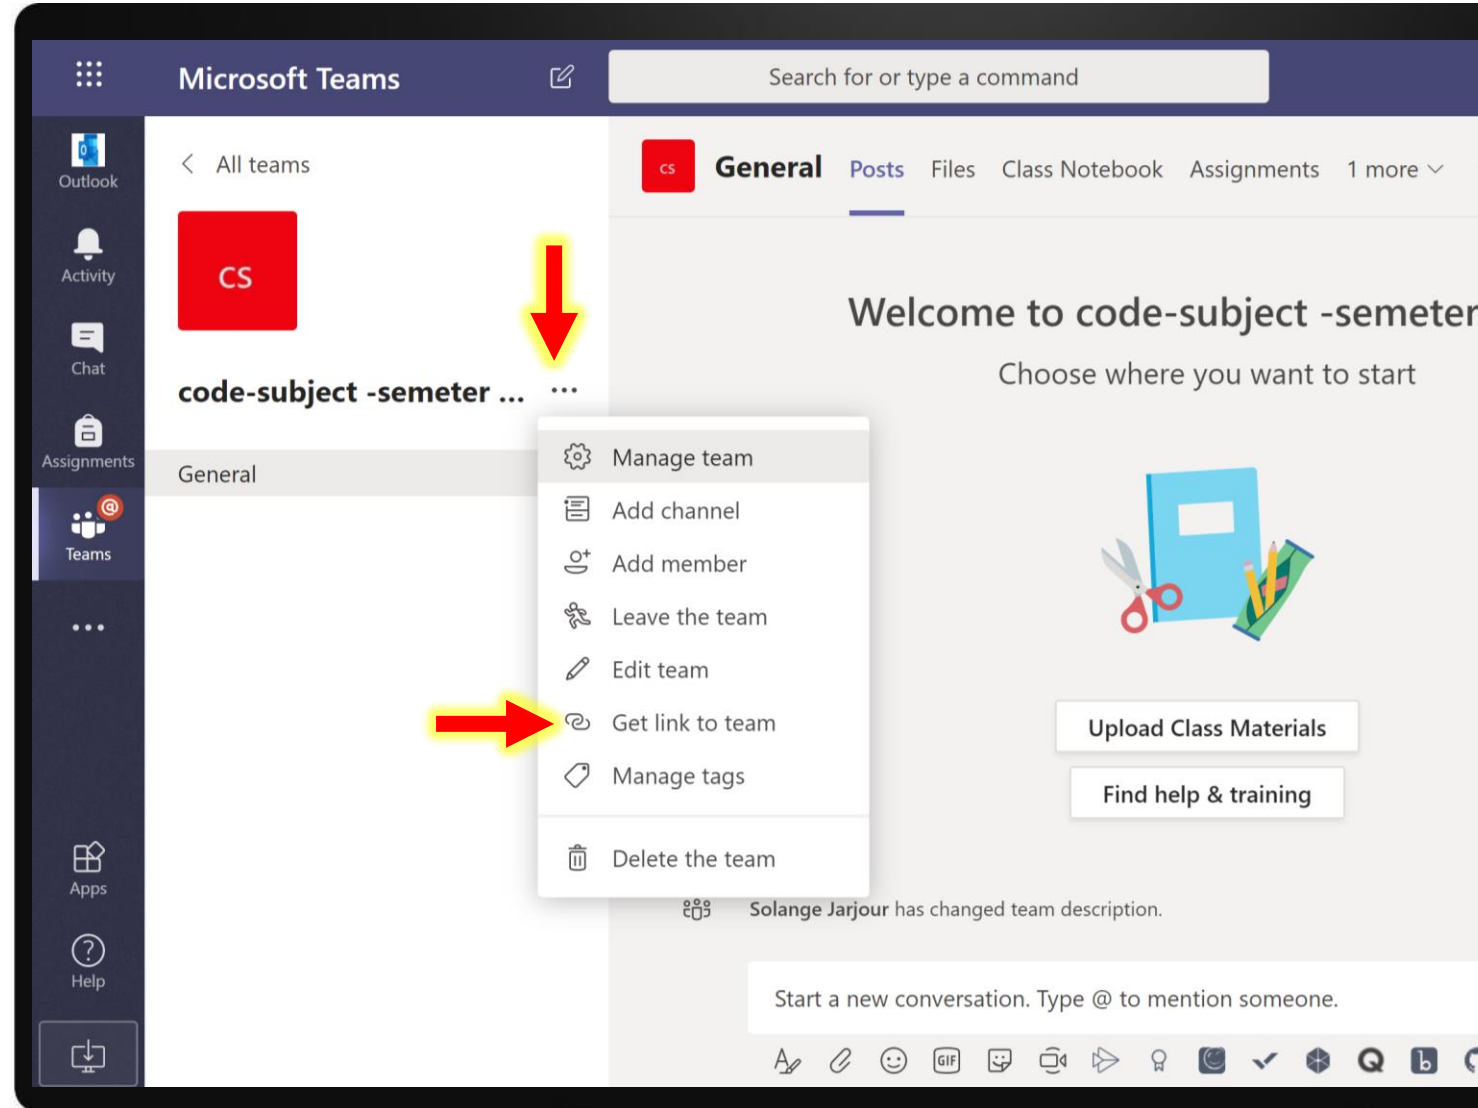 Microsoft Teams
Search for or type a command
Outlook
Activity
Chat
Assignments
@
Teams
Apps
Help
All teams
CS
code-subject -semeter ...
General
CS
General Posts Files Class Notebook Assignments 1 more
Manage team
Add channel
Add member
Leave the team
Edit team
Get link to team
Manage tags
Delete the team
Welcome to code-subject -semeter
Choose where you want to start
Upload Class Materials
Find help & training
Solange Jarjour has changed team description.
Start a new conversation. Type @ to mention someone.
GIF